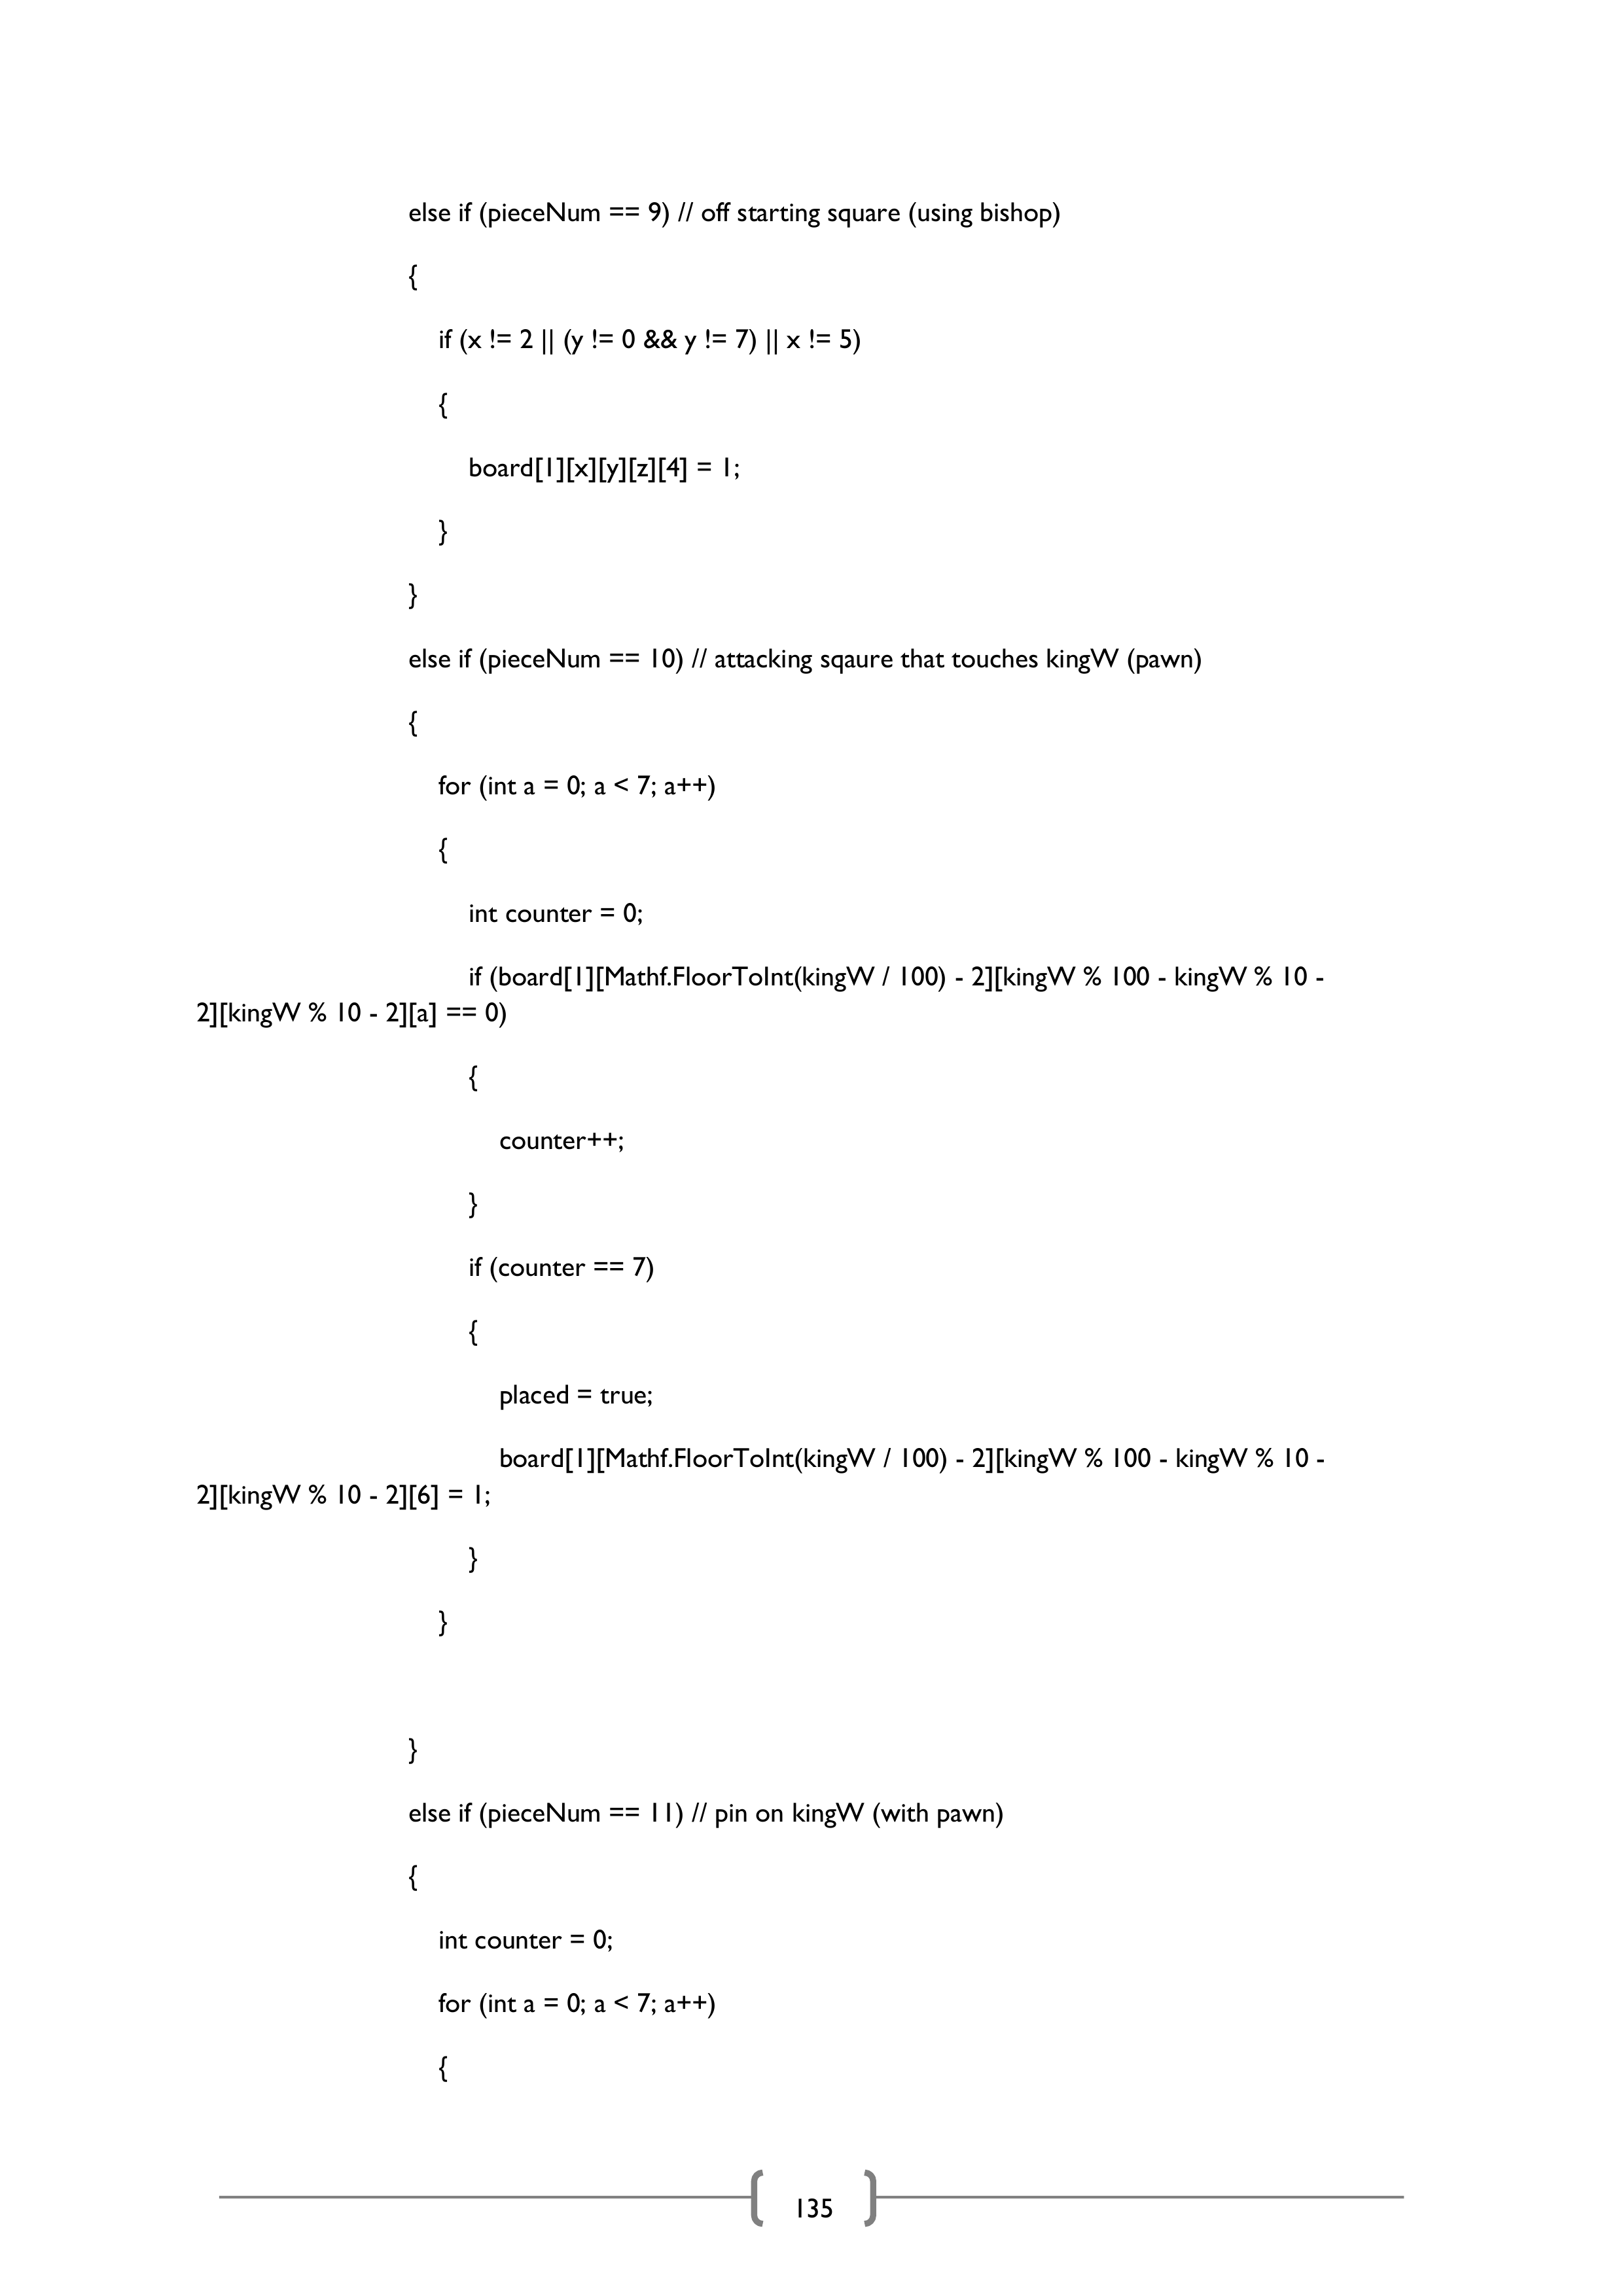 else if (pieceNum == 9) // off starting square (using bishop)
{
if (x != 2 || (y != 0 && y != 7) || x != 5)
{
board[1][x][y][z][4] = 1;
}
}
else if (pieceNum == 10) // attacking sqaure that touches kingW (pawn)
{
for (int a = 0; a < 7; a++)
{
int counter = 0;
if (board[1][Mathf.FloorToInt(kingW / 100) - 2][kingW % 100 - kingW % 10 -
2][kingW % 10 - 2][a] == 0)
{
counter++;
}
if (counter == 7)
{
placed = true;
board[1][Mathf.FloorToInt(kingW / 100) - 2][kingW % 100 - kingW % 10 -
2][kingW % 10 - 2][6] = 1;
}
}
}
else if (pieceNum == 11) // pin on kingW (with pawn)
{
int counter = 0;
for (int a = 0; a < 7; a++)
{
135